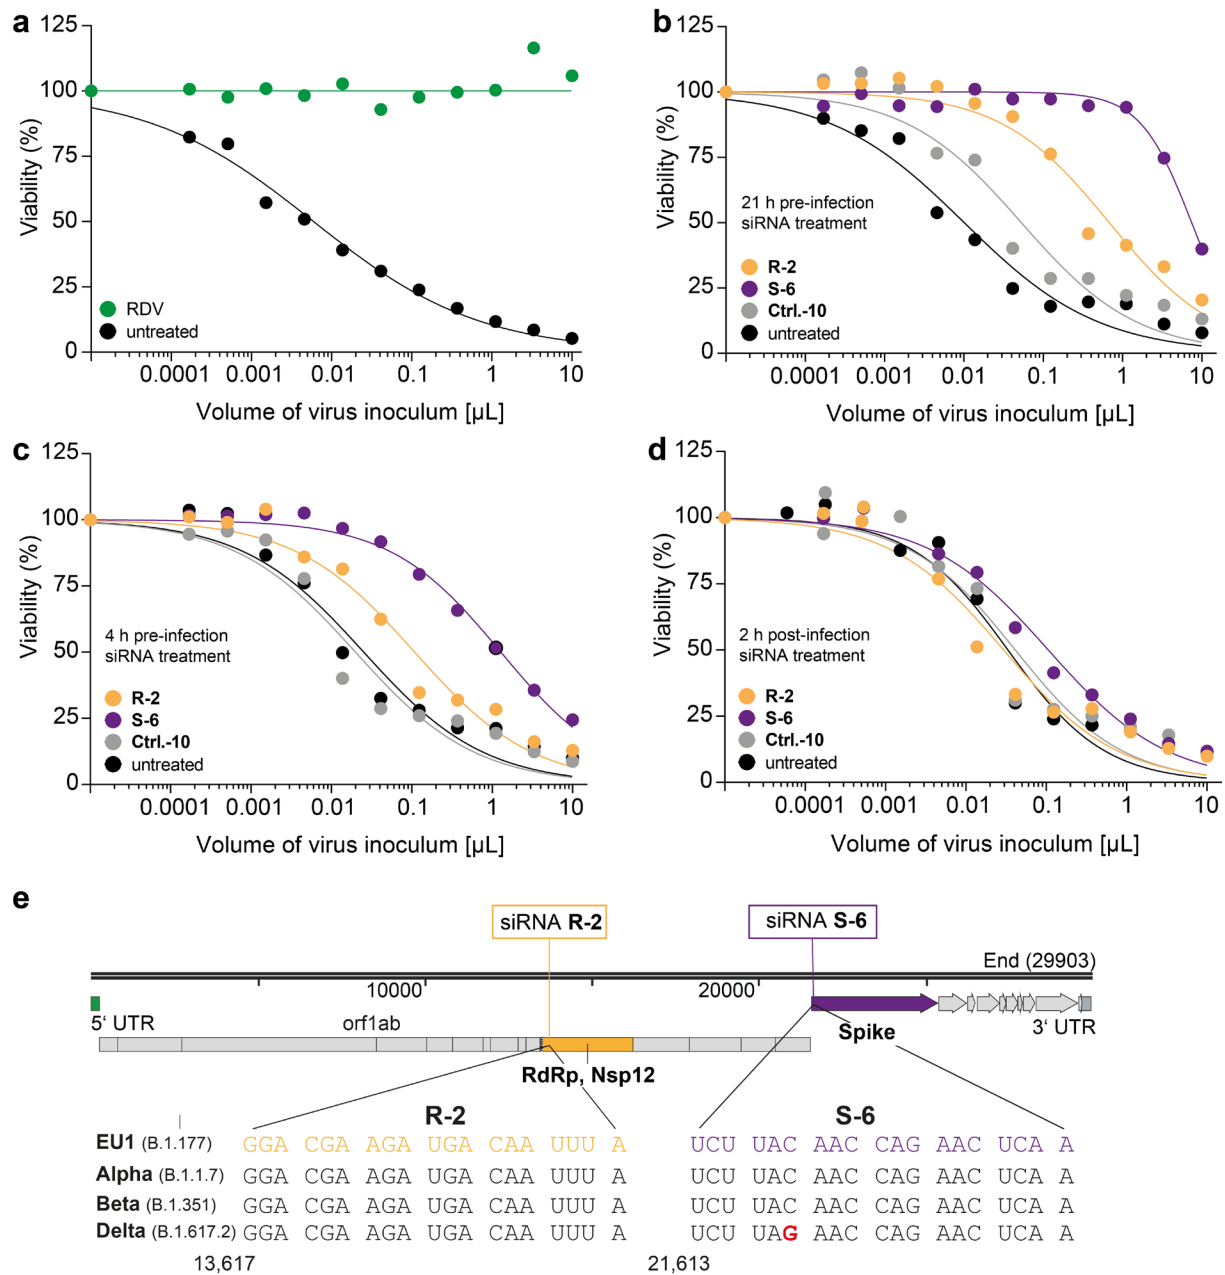 a
125
100
75
50
25
0
Viability (%)
RDV
untreated
0.0001 0.001 0.01 0.1 1 10
Volume of virus inoculum [µL]
b
125
100
75
50
25
0
Viability (%)
21 h pre-infection
siRNA treatment
R-2
S-6
Ctrl.-10
untreated
0.0001 0.001 0.01 0.1 1 10
Volume of virus inoculum [µL]
c
125
100
75
50
25
0
Viability (%)
4 h pre-infection
siRNA treatment
R-2
S-6
Ctrl.-10
untreated
0.0001 0.001 0.01 0.1 1 10
Volume of virus inoculum [µL]
d
125
100
75
50
25
0
Viability (%)
2 h post-infection
siRNA treatment
R-2
S-6
Ctrl.-10
untreated
0.0001 0.001 0.01 0.1 1 10
Volume of virus inoculum [µL]
e
siRNA R-2 siRNA S-6
End (29903)
10000 20000
5‘ UTR orf1ab Spike 3‘ UTR
RdRp, Nsp12
R-2 S-6
EU1 (B.1.177) GGA CGA AGA UGA CAA UUU A UCU UAC AAC CAG AAC UCA A
Alpha (B.1.1.7) GGA CGA AGA UGA CAA UUU A UCU UAC AAC CAG AAC UCA A
Beta (B.1.351) GGA CGA AGA UGA CAA UUU A UCU UAC AAC CAG AAC UCA A
Delta (B.1.617.2) GGA CGA AGA UGA CAA UUU A UCU UAG AAC CAG AAC UCA A
13,617 21,613